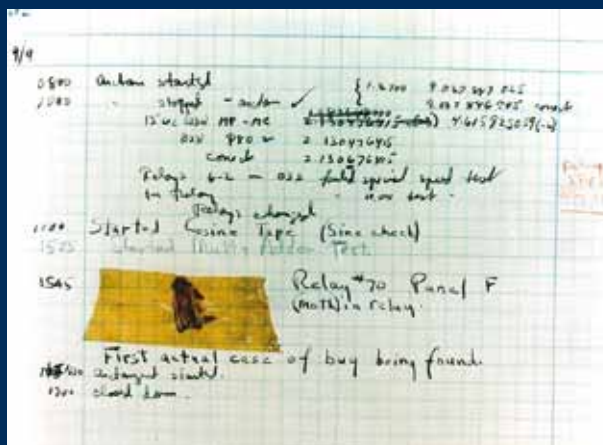 9/9
0800 antan started
1000 " stopped - antan ✓ { 1.2700 9.037 847 025
9.037 846 995 correct
13" uc (032) MP - MC 4.615925059(-2)
033 PRO 2 2.130476415
correct 2.130676415
Relays 6-2 in 033 failed special speed test
in relay " test .
Relays changed
1100 Started Cosine Tape (Sine check)
1525 Started Mult+ Adder Test.
1545 Relay #70 Panel F
(Moth) in relay.
First actual case of bug being found.
antangent started.
1700 closed down.